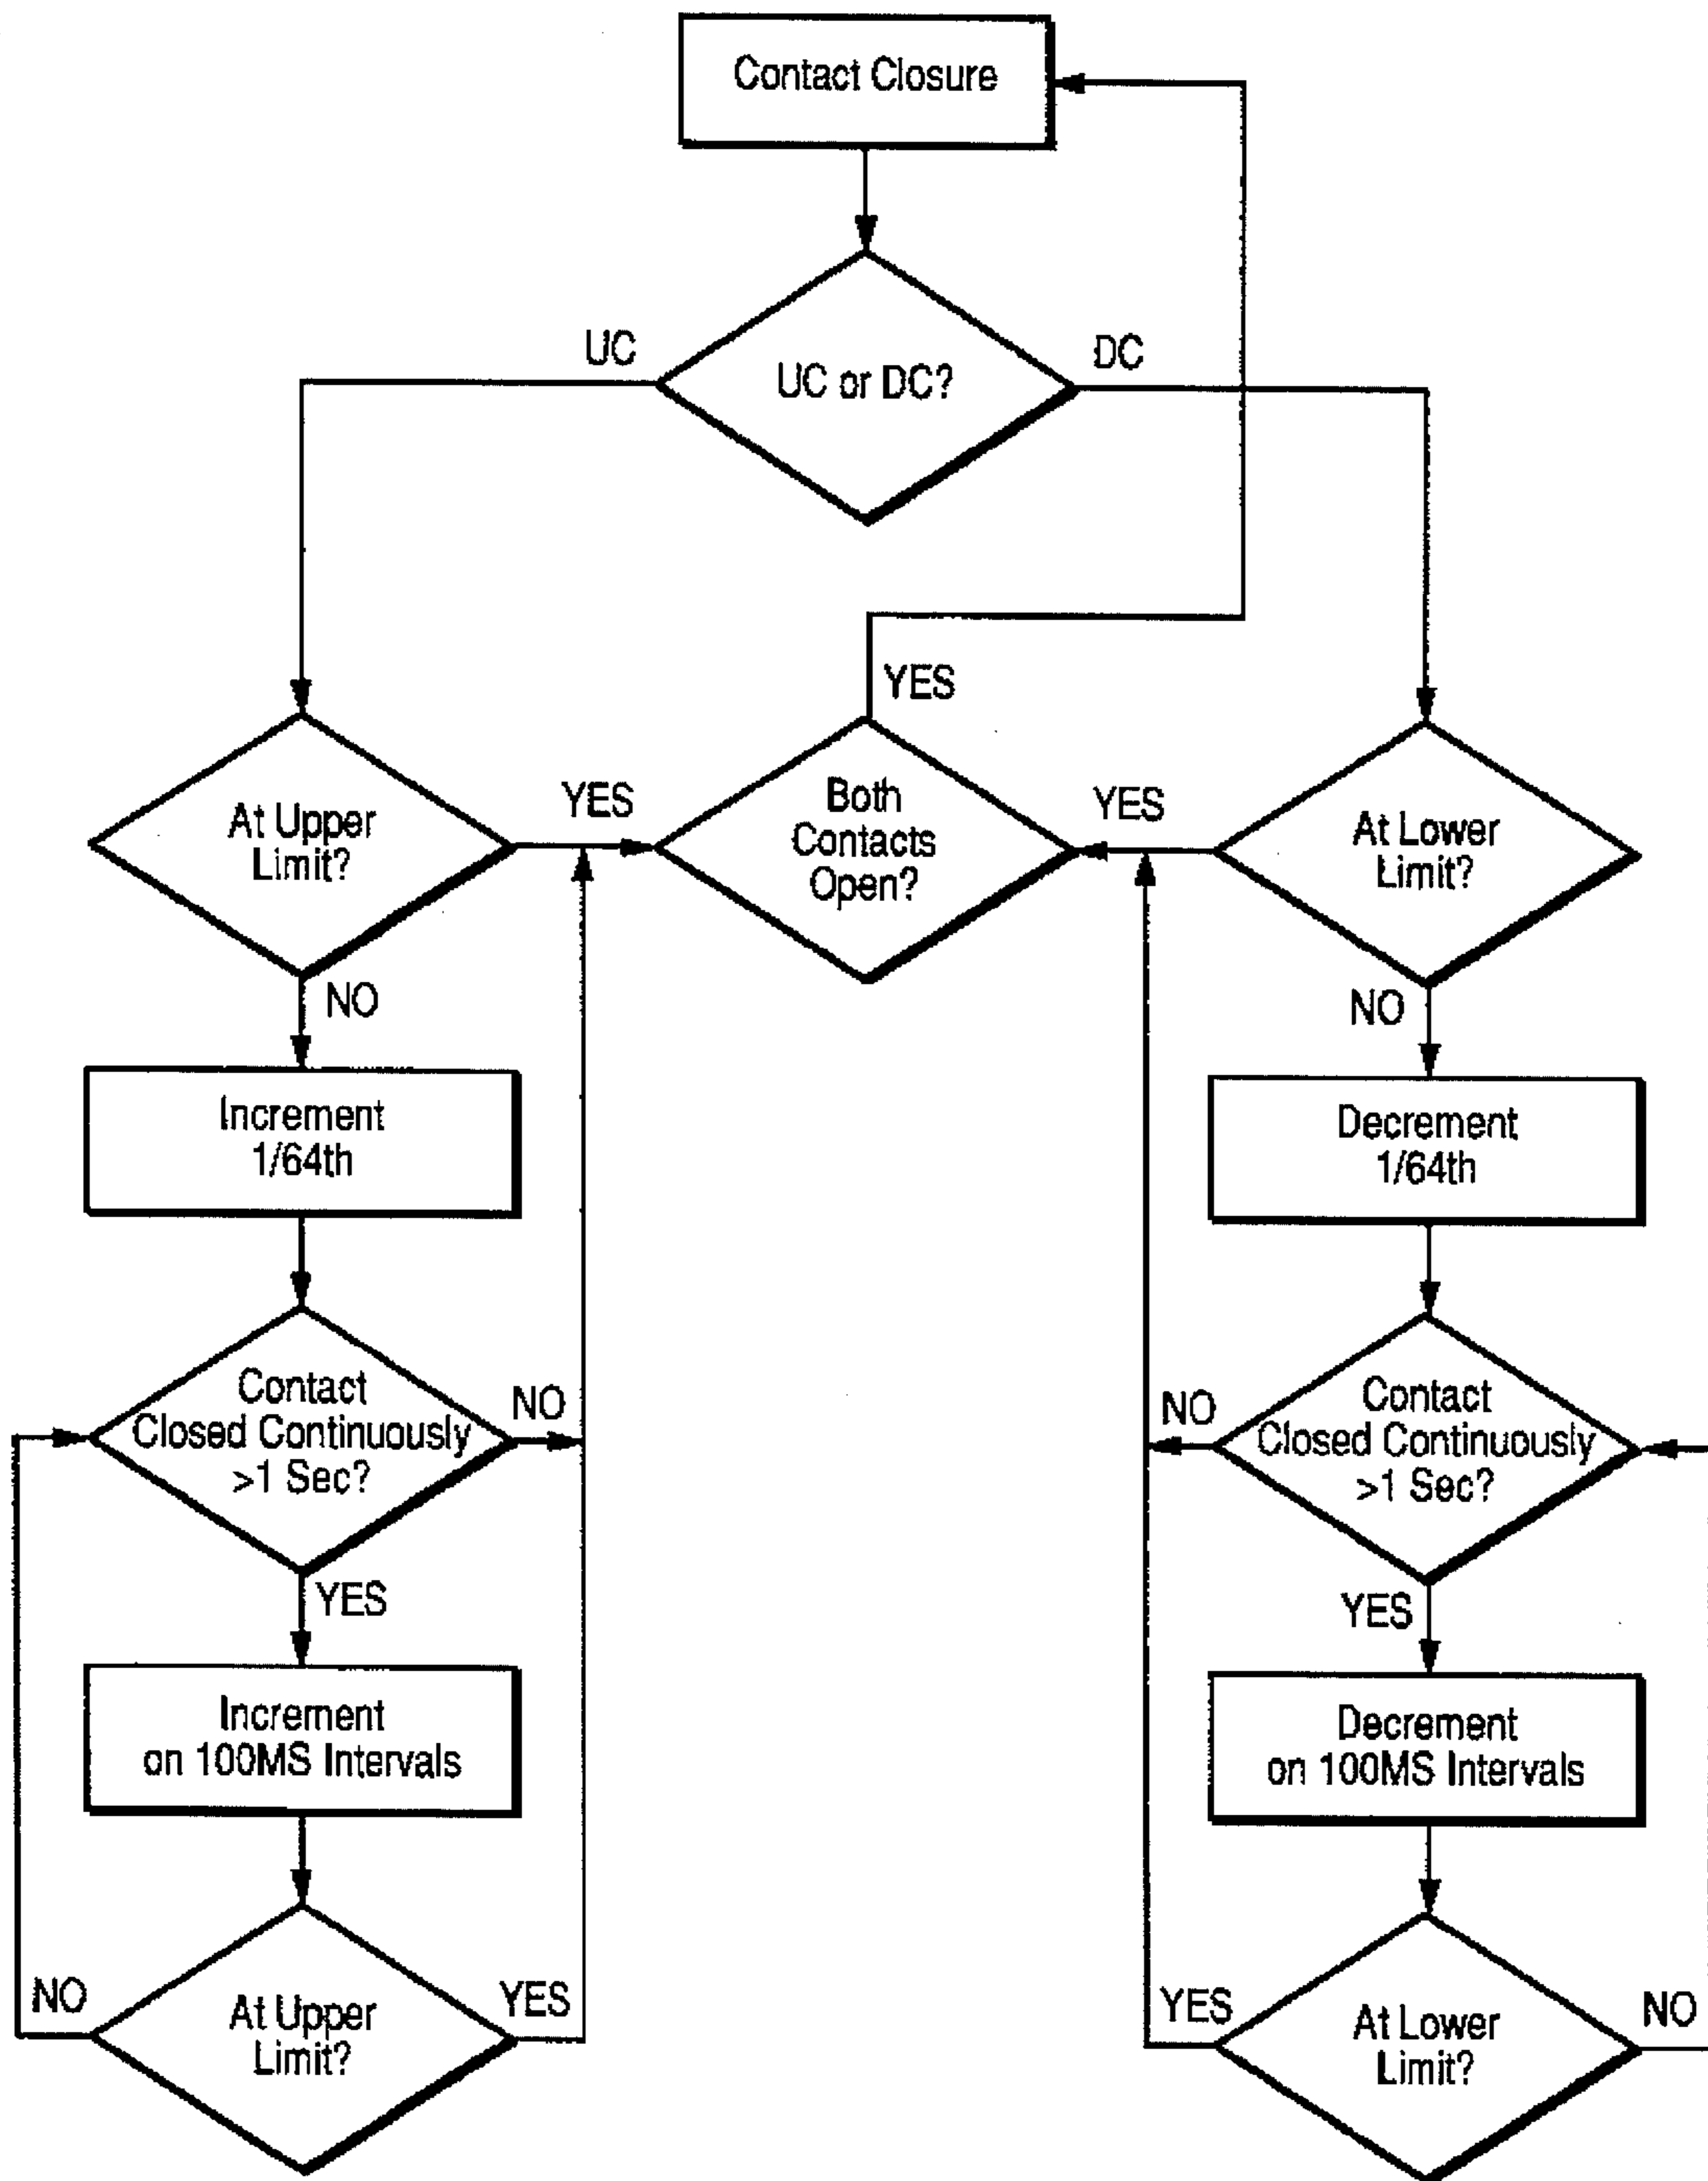 Contact Closure
UC
UC or DC?
DC
YES
At Upper
Limit?
YES
Both
Contacts
Open?
YES
At Lower
Limit?
NO
NO
Increment
1/64th
Decrement
1/64th
Contact
Closed Continuously
>1 Sec?
NO
NO
Contact
Closed Continuously
>1 Sec?
YES
YES
Increment
on 100MS Intervals
Decrement
on 100MS Intervals
NO
At Upper
Limit?
YES
YES
At Lower
Limit?
NO